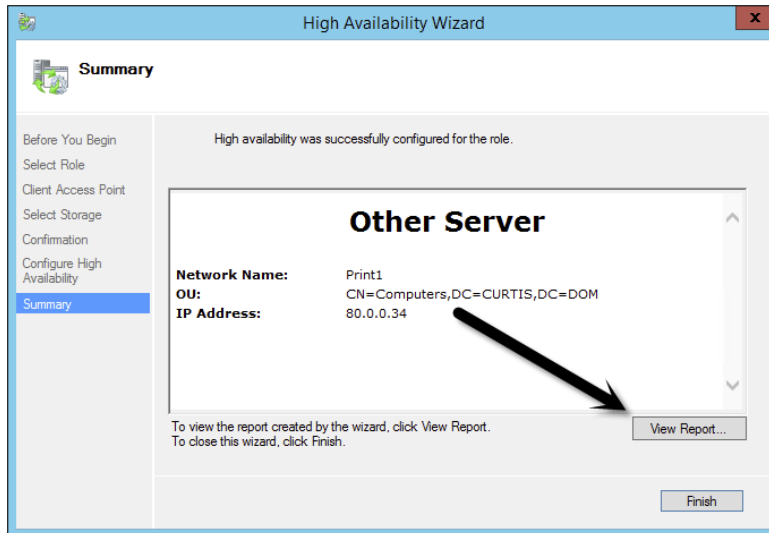 High Availability Wizard
x
Summary
Before You Begin
Select Role
Client Access Point
Select Storage
Confirmation
Configure High
Availability
Summary
High availability was successfully configured for the role.
Other Server
Network Name: Print1
OU: CN=Computers,DC=CURTIS,DC=DOM
IP Address: 80.0.0.34
To view the report created by the wizard, click View Report.
To close this wizard, click Finish.
View Report...
Finish